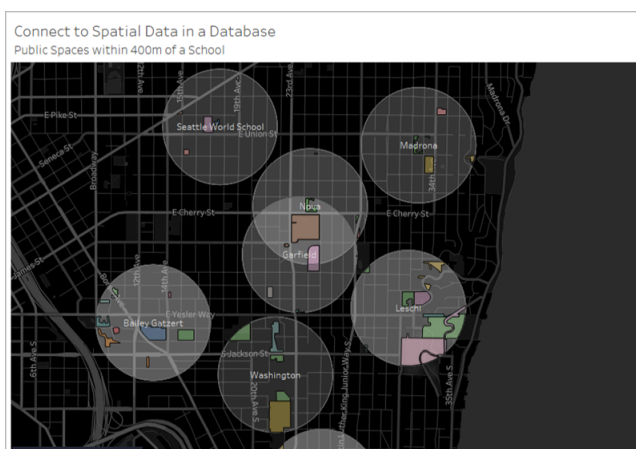 Connect to Spatial Data in a Database
Public Spaces within 400m of a School
12th Ave
15th Ave
19th Ave
23rd Ave
Madrona Dr
E Pike St
Seattle World School
E Union St
Seneca St
Madrona
Broadway
34th Ave
Nova
E Cherry St
E Cherry St
Garfield
James St
12th Ave
14th Ave
Leschi
E Yesler Way
Bailey Gatzert
6th Ave S
E Jackson St
Washington
20th Ave S
Luther King Junior Way S
35th Ave S